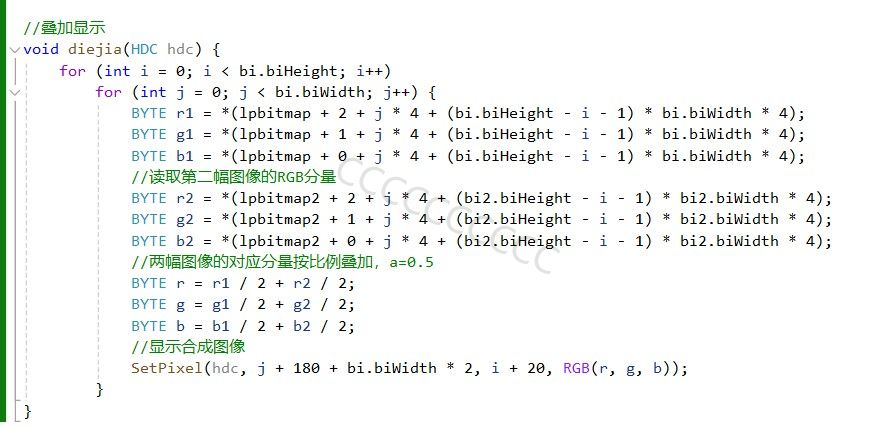 //叠加显示
void diejia(HDC hdc) {
for (int i = 0; i < bi.biHeight; i++)
for (int j = 0; j < bi.biWidth; j++) {
BYTE r1 = *(lpbitmap + 2 + j * 4 + (bi.biHeight - i - 1) * bi.biWidth * 4);
BYTE g1 = *(lpbitmap + 1 + j * 4 + (bi.biHeight - i - 1) * bi.biWidth * 4);
BYTE b1 = *(lpbitmap + 0 + j * 4 + (bi.biHeight - i - 1) * bi.biWidth * 4);
//读取第二幅图像的RGB分量
BYTE r2 = *(lpbitmap2 + 2 + j * 4 + (bi2.biHeight - i - 1) * bi2.biWidth * 4);
BYTE g2 = *(lpbitmap2 + 1 + j * 4 + (bi2.biHeight - i - 1) * bi2.biWidth * 4);
BYTE b2 = *(lpbitmap2 + 0 + j * 4 + (bi2.biHeight - i - 1) * bi2.biWidth * 4);
//两幅图像的对应分量按比例叠加，a=0.5
BYTE r = r1 / 2 + r2 / 2;
BYTE g = g1 / 2 + g2 / 2;
BYTE b = b1 / 2 + b2 / 2;
//显示合成图像
SetPixel(hdc, j + 180 + bi.biWidth * 2, i + 20, RGB(r, g, b));
}
}
CCCCCCCCCC